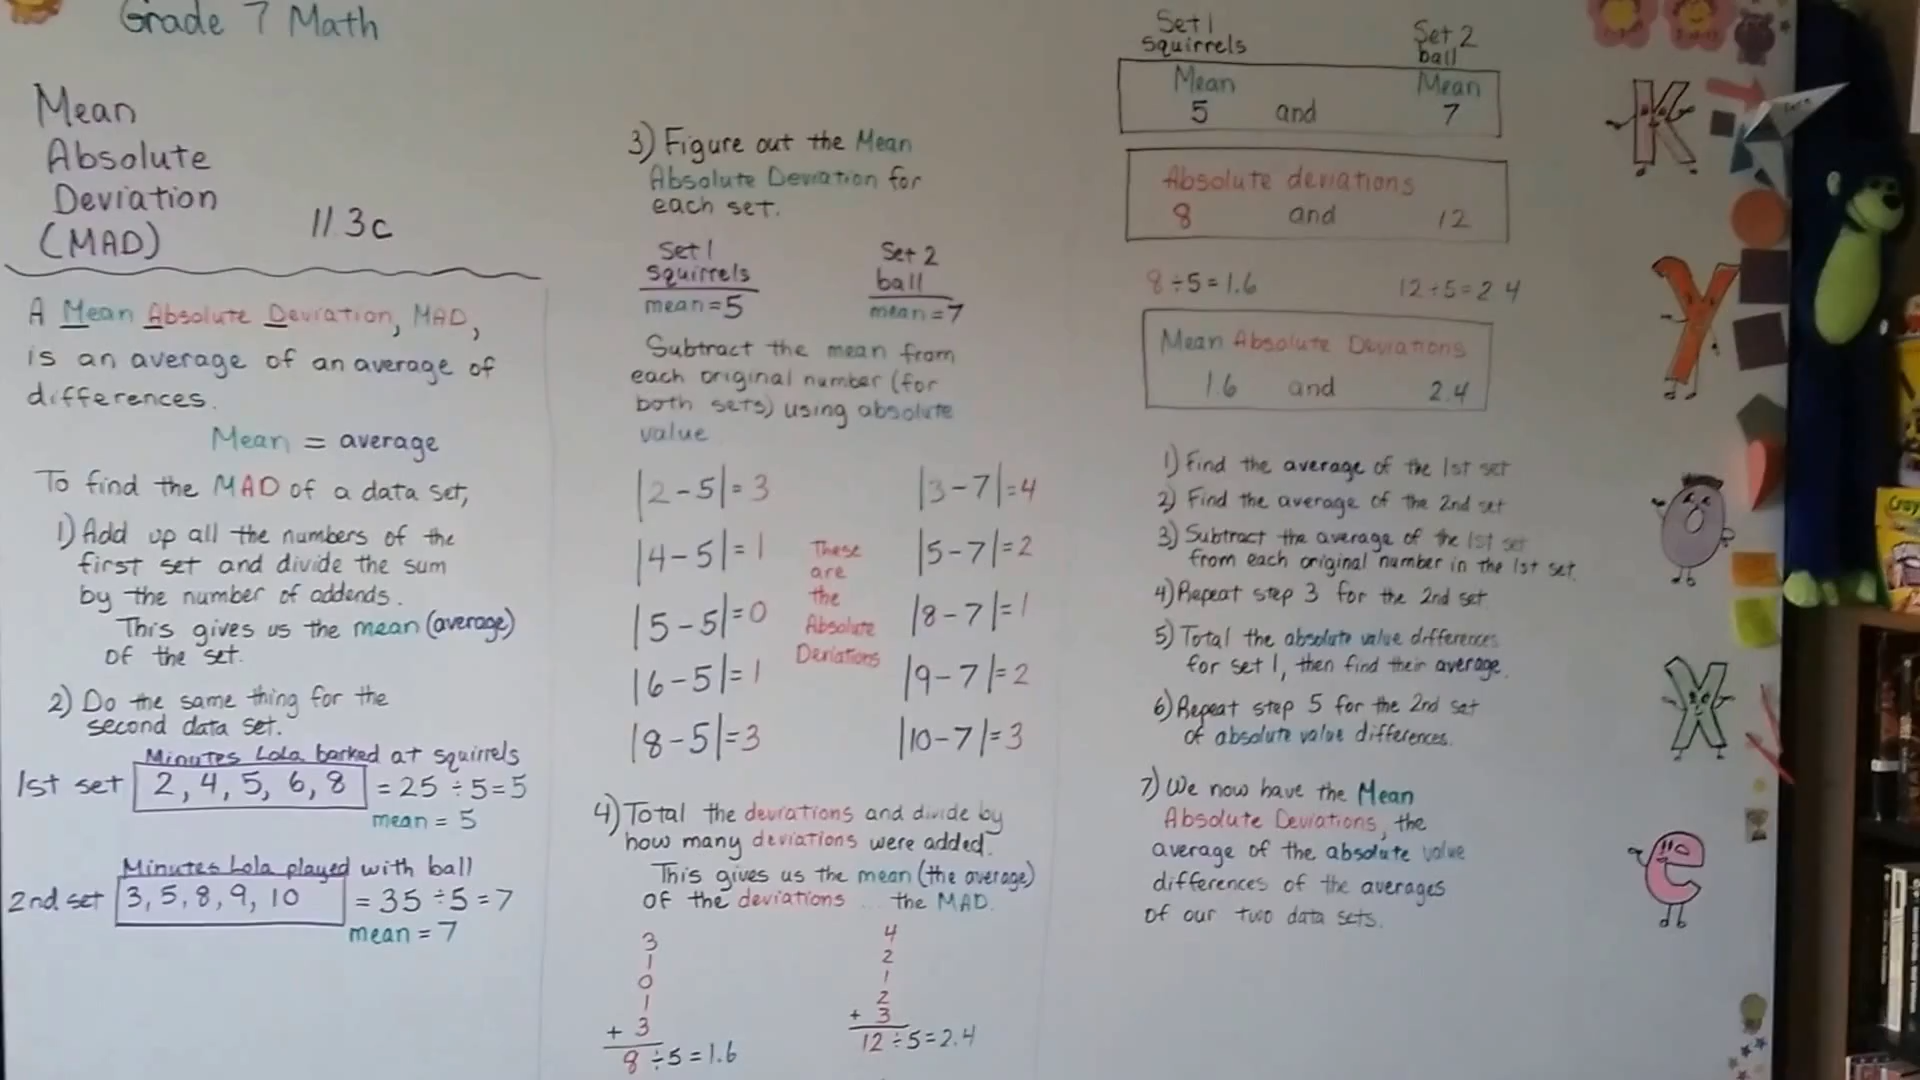 Grade 7 Math
Mean
Absolute
Deviation
(MAD)
11 3c
A Mean Absolute Deviation, MAD,
is an average of an average of
differences.
Mean = average
To find the MAD of a data set,
1) Add up all the numbers of the
first set and divide the sum
by the number of addends.
This gives us the mean (average)
of the set.
2) Do the same thing for the
second data set.
Minutes Lola barked at squirrels
1st set 2, 4, 5, 6, 8 = 25 ÷ 5 = 5
mean = 5
Minutes Lola played with ball
2nd set 3, 5, 8, 9, 10 = 35 ÷ 5 = 7
mean = 7
3) Figure out the Mean
Absolute Deviation for
each set.
Set 1 Set 2
squirrels ball
mean = 5 mean = 7
Subtract the mean from
each original number (for
both sets) using absolute
value
|2 - 5| = 3 |3 - 7| = 4
|4 - 5| = 1 |5 - 7| = 2
|5 - 5| = 0 |8 - 7| = 1
|6 - 5| = 1 |9 - 7| = 2
|8 - 5| = 3 |10 - 7| = 3
These
are
the
Absolute
Deviations
4) Total the deviations and divide by
how many deviations were added.
This gives us the mean (the average)
of the deviations ... the MAD.
3 4
1 2
0 1
1 2
+ 3 + 3
8 ÷ 5 = 1.6 12 ÷ 5 = 2.4
Set 1 Set 2
squirrels ball
Mean Mean
5 and 7
Absolute deviations
8 and 12
8 ÷ 5 = 1.6 12 ÷ 5 = 2 4
Mean Absolute Deviations
1.6 and 2.4
1) Find the average of the 1st set
2) Find the average of the 2nd set
3) Subtract the average of the 1st set
from each original number in the 1st set.
4) Repeat step 3 for the 2nd set
5) Total the absolute value differences
for set 1, then find their average.
6) Repeat step 5 for the 2nd set
of absolute value differences.
7) We now have the Mean
Absolute Deviations, the
average of the absolute value
differences of the averages
of our two data sets.
K
Y
O
X
e